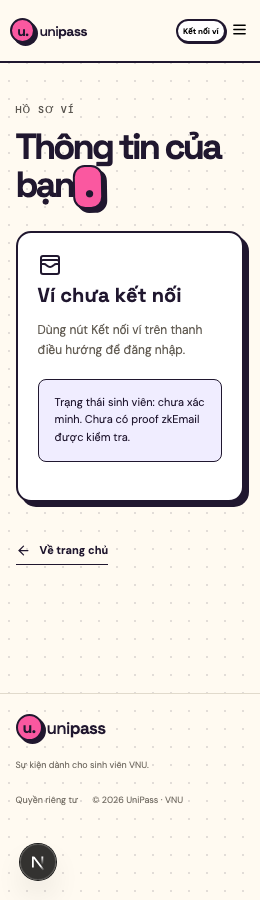 u. unipass
Kết nối ví
HỒ SƠ VÍ
Thông tin của
bạn.
Ví chưa kết nối
Dùng nút Kết nối ví trên thanh
điều hướng để đăng nhập.
Trạng thái sinh viên: chưa xác
minh. Chưa có proof zkEmail
được kiểm tra.
← Về trang chủ
u. unipass
Sự kiện dành cho sinh viên VNU.
Quyền riêng tư © 2026 UniPass · VNU
N